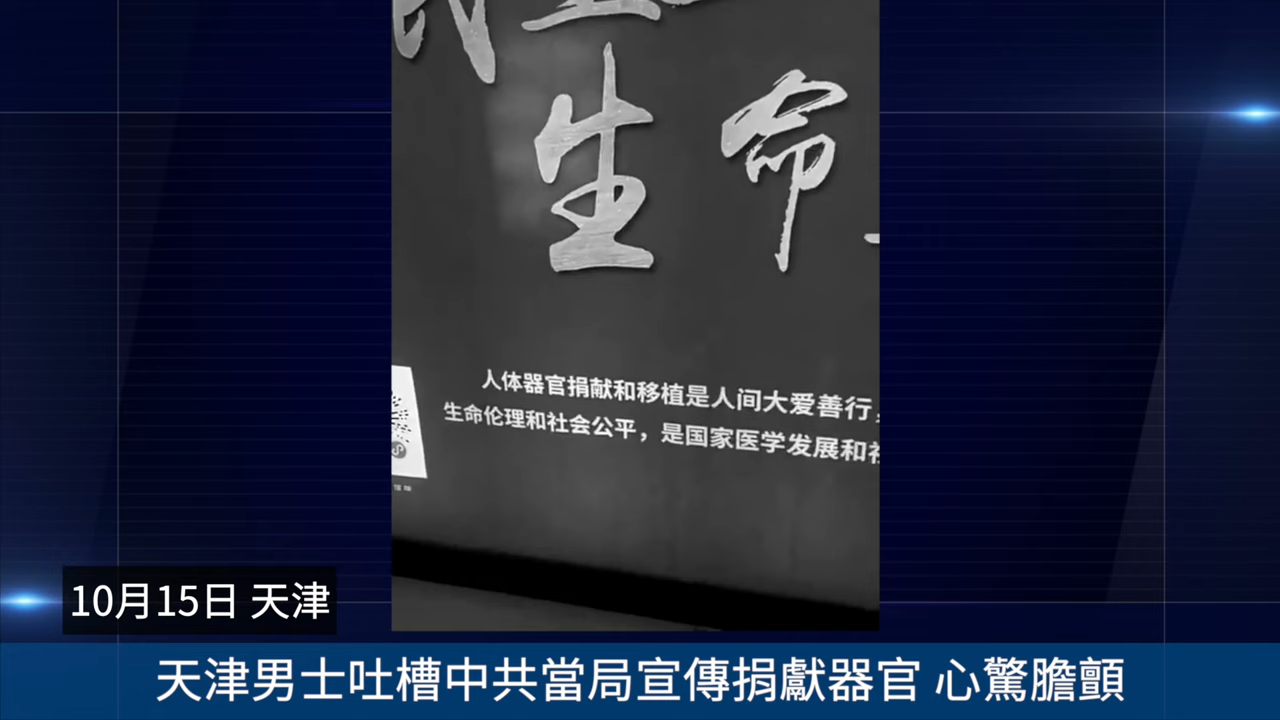 生命
人体器官捐献和移植是人间大爱善行，
生命伦理和社会公平，是国家医学发展和社
10月15日 天津
天津男士吐槽中共當局宣傳捐獻器官 心驚膽顫